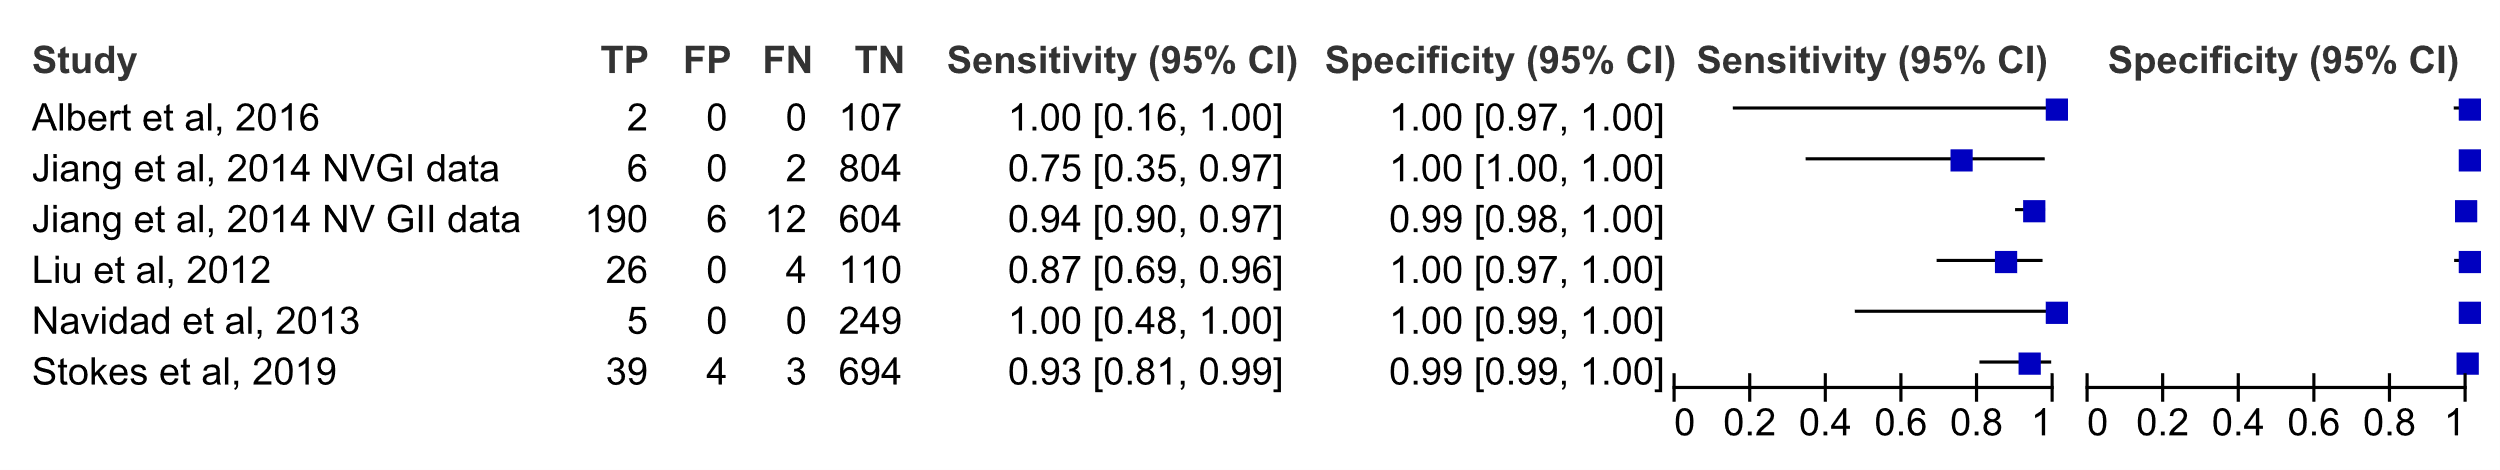 Study TP FP FN TN Sensitivity (95% CI) Specificity (95% CI) Sensitivity (95% CI) Specificity (95% CI)
Albert et al, 2016 2 0 0 107 1.00 [0.16, 1.00] 1.00 [0.97, 1.00]
Jiang et al, 2014 NVGI data 6 0 2 804 0.75 [0.35, 0.97] 1.00 [1.00, 1.00]
Jiang et al, 2014 NV GII data 190 6 12 604 0.94 [0.90, 0.97] 0.99 [0.98, 1.00]
Liu et al, 2012 26 0 4 110 0.87 [0.69, 0.96] 1.00 [0.97, 1.00]
Navidad et al, 2013 5 0 0 249 1.00 [0.48, 1.00] 1.00 [0.99, 1.00]
Stokes et al, 2019 39 4 3 694 0.93 [0.81, 0.99] 0.99 [0.99, 1.00]
0 0.2 0.4 0.6 0.8 1 0 0.2 0.4 0.6 0.8 1